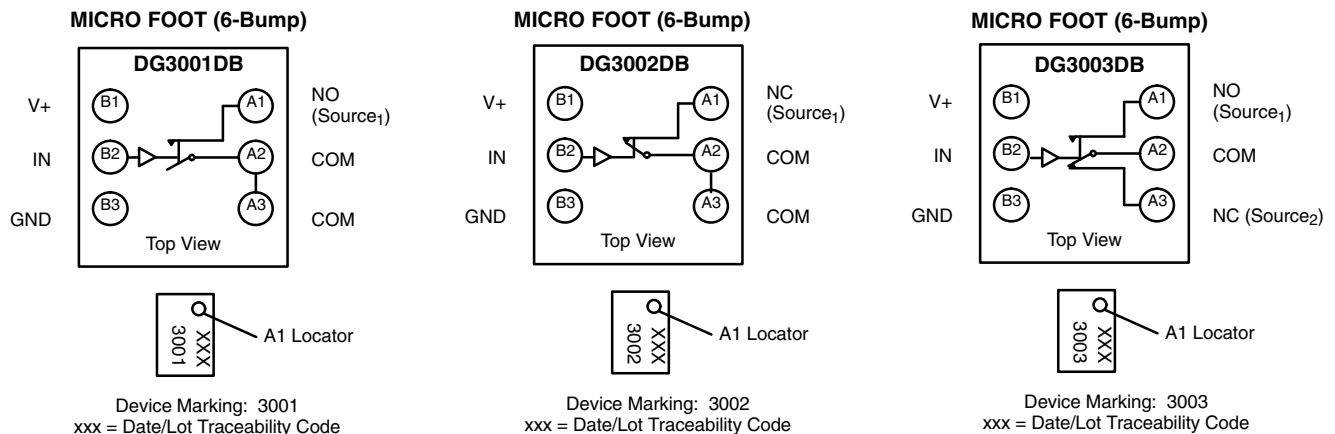 MICRO FOOT (6-Bump)
DG3001DB
V+
B1
A1
NO
(Source1)
IN
B2
A2
COM
GND
B3
A3
COM
Top View
3001
XXX
A1 Locator
Device Marking: 3001
xxx = Date/Lot Traceability Code
MICRO FOOT (6-Bump)
DG3002DB
V+
B1
A1
NC
(Source1)
IN
B2
A2
COM
GND
B3
A3
COM
Top View
3002
XXX
A1 Locator
Device Marking: 3002
xxx = Date/Lot Traceability Code
MICRO FOOT (6-Bump)
DG3003DB
V+
B1
A1
NO
(Source1)
IN
B2
A2
COM
GND
B3
A3
NC (Source2)
Top View
3003
XXX
A1 Locator
Device Marking: 3003
xxx = Date/Lot Traceability Code